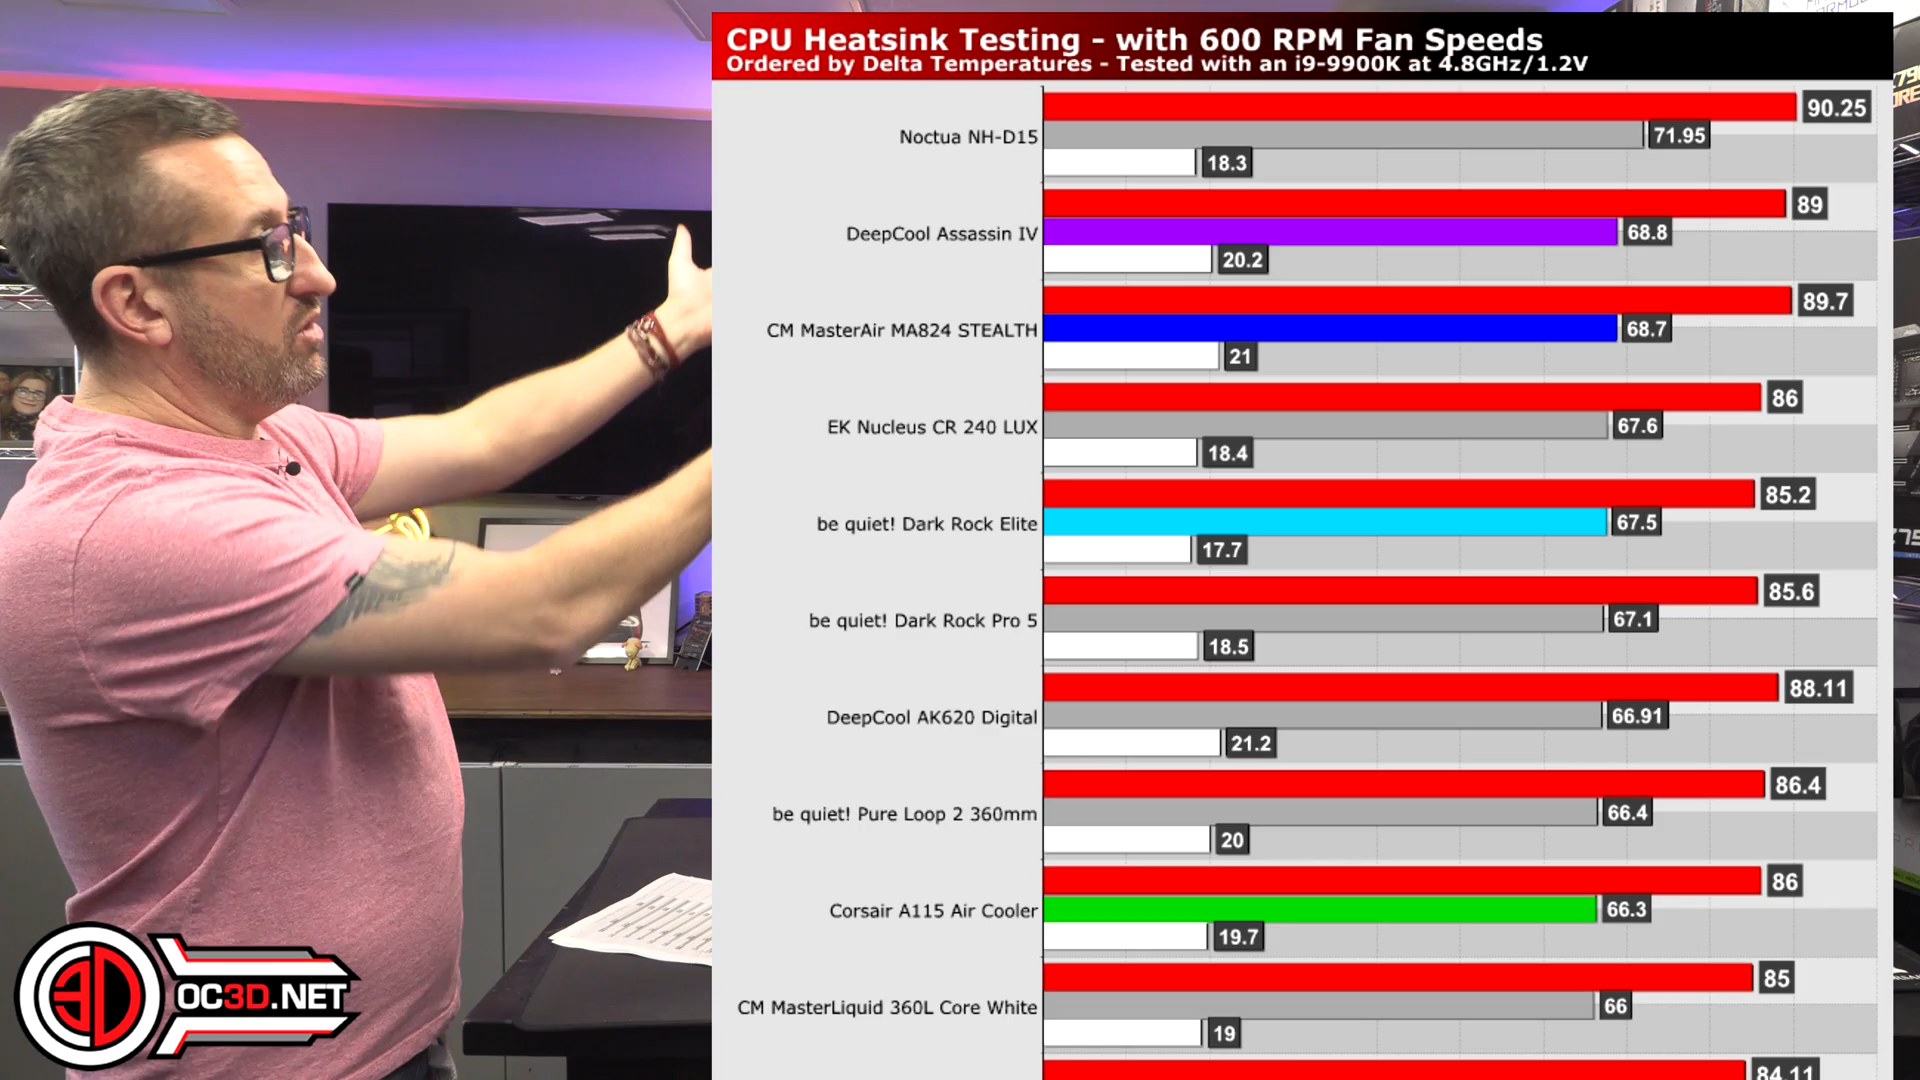 CPU Heatsink Testing - with 600 RPM Fan Speeds
Ordered by Delta Temperatures - Tested with an i9-9900K at 4.8GHz/1.2V
90.25
Noctua NH-D15
71.95
18.3
89
DeepCool Assassin IV
68.8
20.2
89.7
CM MasterAir MA824 STEALTH
68.7
21
86
EK Nucleus CR 240 LUX
67.6
18.4
85.2
be quiet! Dark Rock Elite
67.5
17.7
85.6
be quiet! Dark Rock Pro 5
67.1
18.5
88.11
DeepCool AK620 Digital
66.91
21.2
86.4
be quiet! Pure Loop 2 360mm
66.4
20
86
Corsair A115 Air Cooler
66.3
19.7
85
CM MasterLiquid 360L Core White
66
19
84.11
3D OC3D.NET